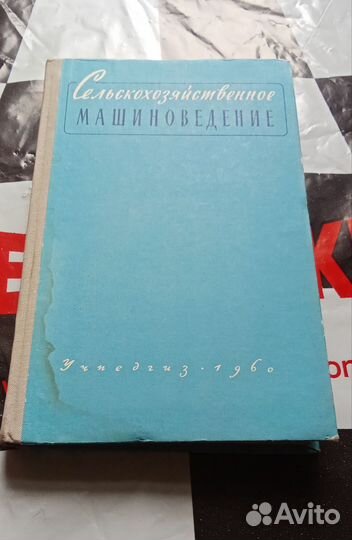 Сельскохозяйственное
МАШИНОВЕДЕНИЕ
Учпедгиз · 1960
Avito